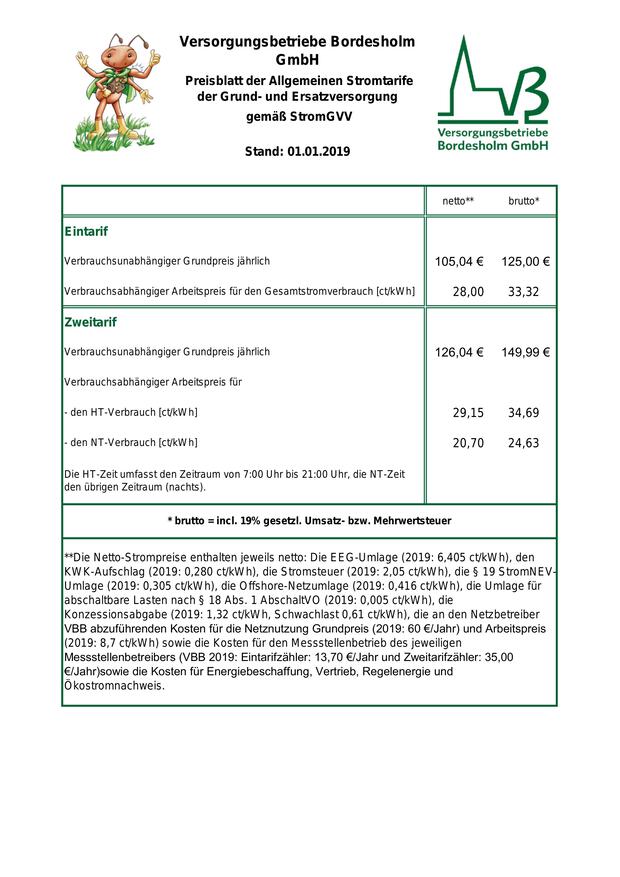 Versorgungsbetriebe Bordesholm
GmbH
Preisblatt der Allgemeinen Stromtarife
der Grund- und Ersatzversorgung
gemäß StromGVV
Stand: 01.01.2019
VB
Versorgungsbetriebe
Bordesholm GmbH
netto** brutto*
Eintarif
Verbrauchsunabhängiger Grundpreis jährlich 105,04 € 125,00 €
Verbrauchsabhängiger Arbeitspreis für den Gesamtstromverbrauch [ct/kWh] 28,00 33,32
Zweitarif
Verbrauchsunabhängiger Grundpreis jährlich 126,04 € 149,99 €
Verbrauchsabhängiger Arbeitspreis für
- den HT-Verbrauch [ct/kWh] 29,15 34,69
- den NT-Verbrauch [ct/kWh] 20,70 24,63
Die HT-Zeit umfasst den Zeitraum von 7:00 Uhr bis 21:00 Uhr, die NT-Zeit
den übrigen Zeitraum (nachts).
* brutto = incl. 19% gesetzl. Umsatz- bzw. Mehrwertsteuer
**Die Netto-Strompreise enthalten jeweils netto: Die EEG-Umlage (2019: 6,405 ct/kWh), den
KWK-Aufschlag (2019: 0,280 ct/kWh), die Stromsteuer (2019: 2,05 ct/kWh), die § 19 StromNEV-
Umlage (2019: 0,305 ct/kWh), die Offshore-Netzumlage (2019: 0,416 ct/kWh), die Umlage für
abschaltbare Lasten nach § 18 Abs. 1 AbschaltVO (2019: 0,005 ct/kWh), die
Konzessionsabgabe (2019: 1,32 ct/kWh, Schwachlast 0,61 ct/kWh), die an den Netzbetreiber
VBB abzuführenden Kosten für die Netznutzung Grundpreis (2019: 60 €/Jahr) und Arbeitspreis
(2019: 8,7 ct/kWh) sowie die Kosten für den Messstellenbetrieb des jeweiligen
Messstellenbetreibers (VBB 2019: Eintarifzähler: 13,70 €/Jahr und Zweitarifzähler: 35,00
€/Jahr)sowie die Kosten für Energiebeschaffung, Vertrieb, Regelenergie und
Ökostromnachweis.